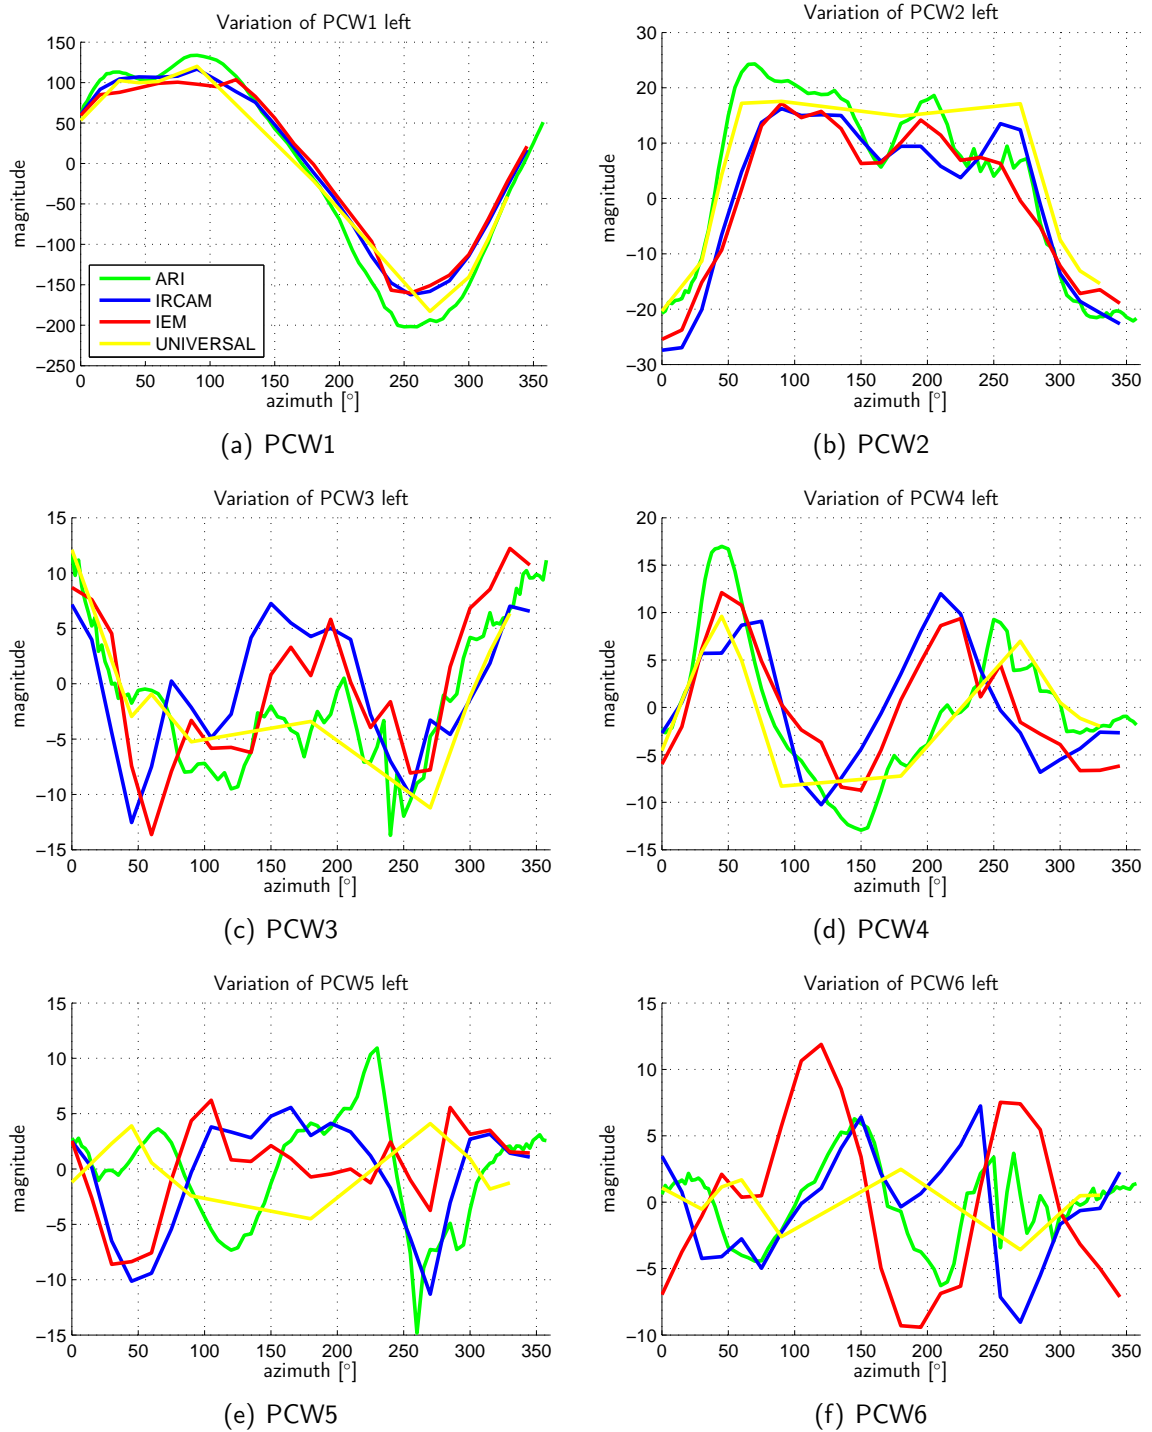 Variation of PCW1 left
150
100
50
0
−50
−100
−150
−200
−250
magnitude
ARI
IRCAM
IEM
UNIVERSAL
0 50 100 150 200 250 300 350
azimuth [°]
(a) PCW1
Variation of PCW2 left
30
20
10
0
−10
−20
−30
magnitude
0 50 100 150 200 250 300 350
azimuth [°]
(b) PCW2
Variation of PCW3 left
15
10
5
0
−5
−10
−15
magnitude
0 50 100 150 200 250 300 350
azimuth [°]
(c) PCW3
Variation of PCW4 left
20
15
10
5
0
−5
−10
−15
magnitude
0 50 100 150 200 250 300 350
azimuth [°]
(d) PCW4
Variation of PCW5 left
15
10
5
0
−5
−10
−15
magnitude
0 50 100 150 200 250 300 350
azimuth [°]
(e) PCW5
Variation of PCW6 left
15
10
5
0
−5
−10
magnitude
0 50 100 150 200 250 300 350
azimuth [°]
(f) PCW6